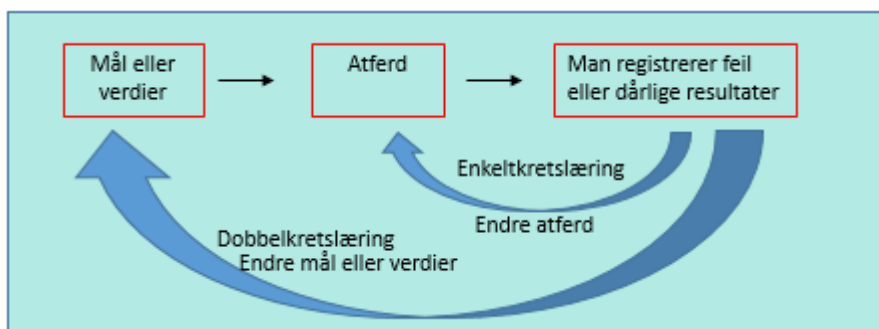 Mål eller
verdier
Atferd
Man registrerer feil
eller dårlige resultater
Enkeltkretslæring
Endre atferd
Dobbelkretslæring
Endre mål eller verdier